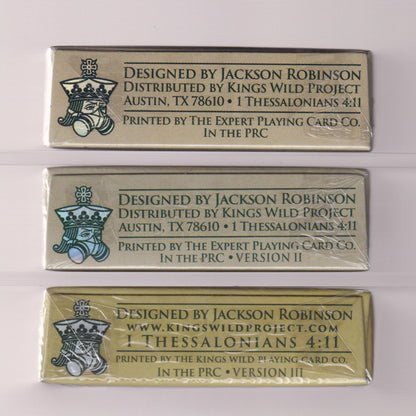 DESIGNED BY JACKSON ROBINSON
DISTRIBUTED BY KINGS WILD PROJECT
AUSTIN, TX 78610 • 1 THESSALONIANS 4:11
PRINTED BY THE EXPERT PLAYING CARD CO.
IN THE PRC
DESIGNED BY JACKSON ROBINSON
DISTRIBUTED BY KINGS WILD PROJECT
AUSTIN, TX 78610 • 1 THESSALONIANS 4:11
PRINTED BY THE EXPERT PLAYING CARD CO.
IN THE PRC • VERSION II
DESIGNED BY JACKSON ROBINSON
WWW.KINGSWILDPROJECT.COM
1 THESSALONIANS 4:11
PRINTED BY THE KINGS WILD PLAYING CARD CO.
IN THE PRC • VERSION III